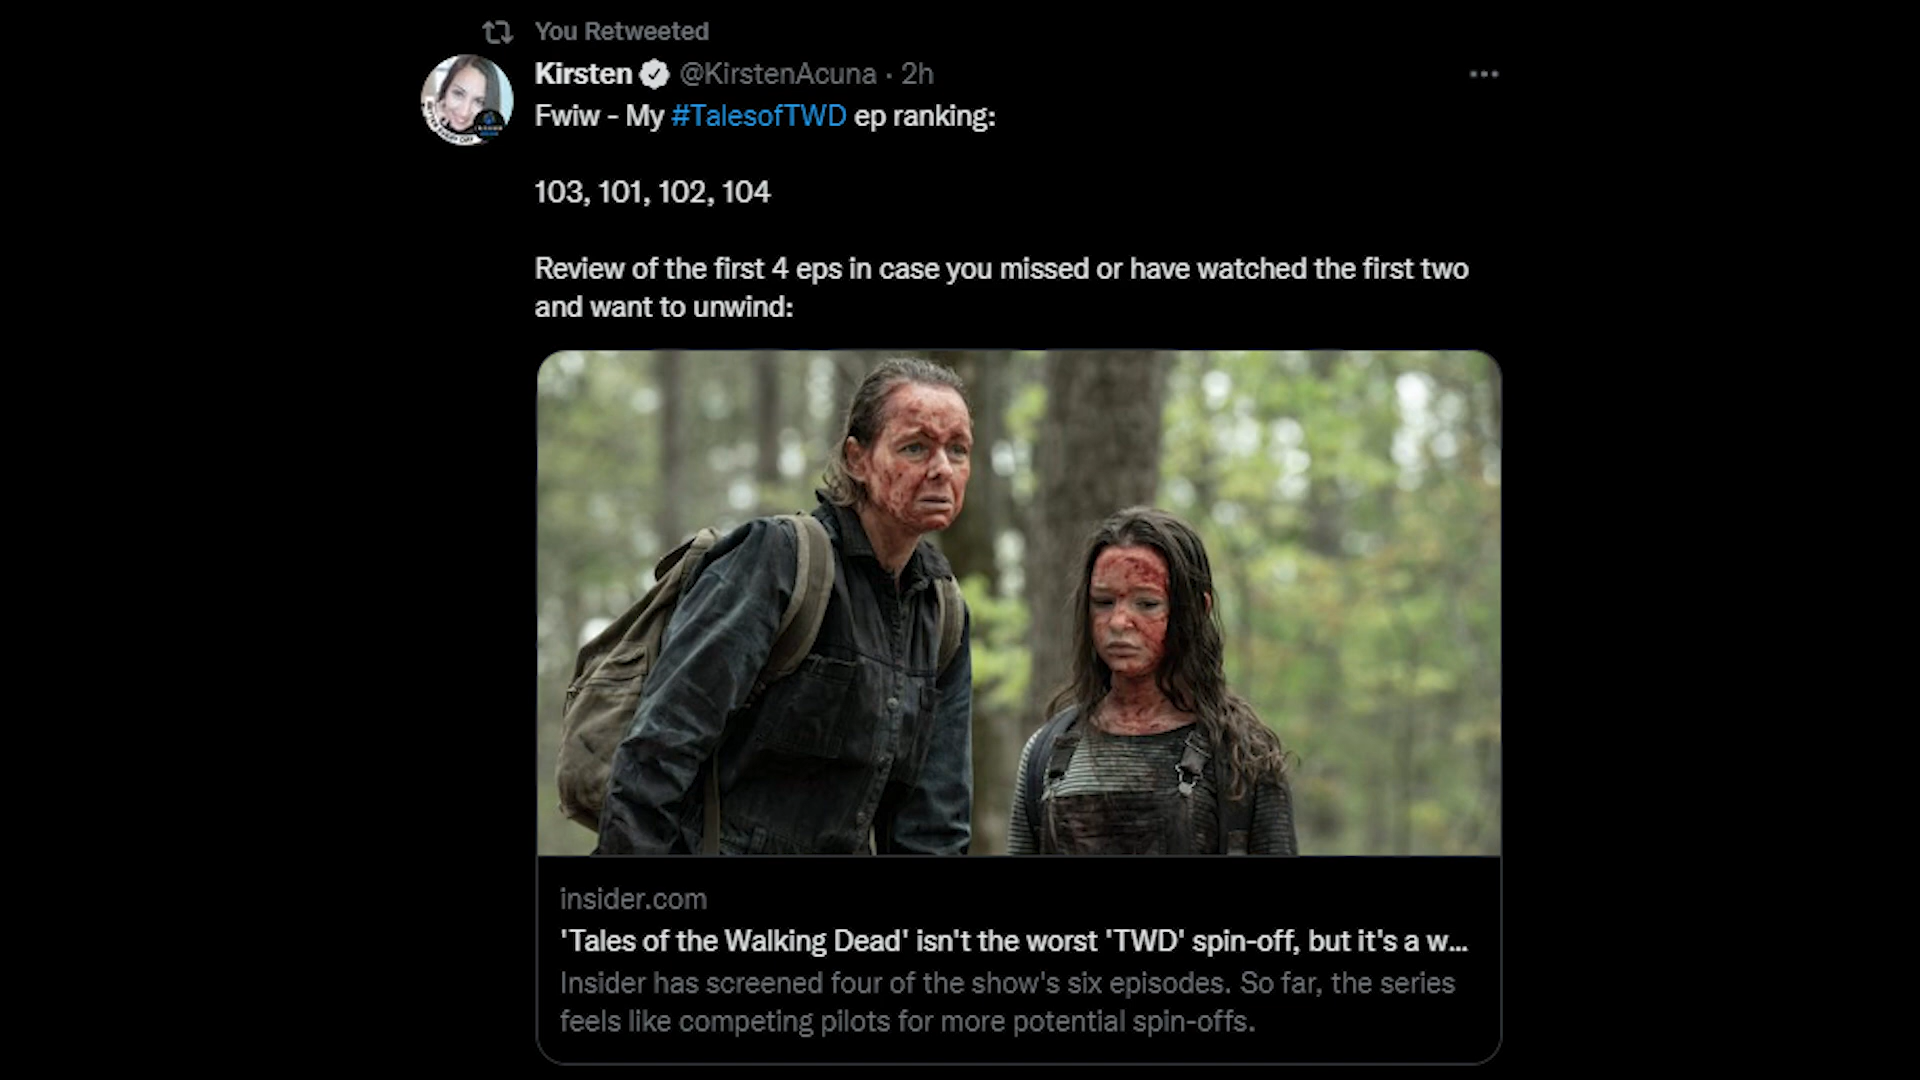 You Retweeted
Kirsten @KirstenAcuna · 2h
Fwiw - My #TalesofTWD ep ranking:
103, 101, 102, 104
Review of the first 4 eps in case you missed or have watched the first two
and want to unwind:
insider.com
'Tales of the Walking Dead' isn't the worst 'TWD' spin-off, but it's a w...
Insider has screened four of the show's six episodes. So far, the series
feels like competing pilots for more potential spin-offs.